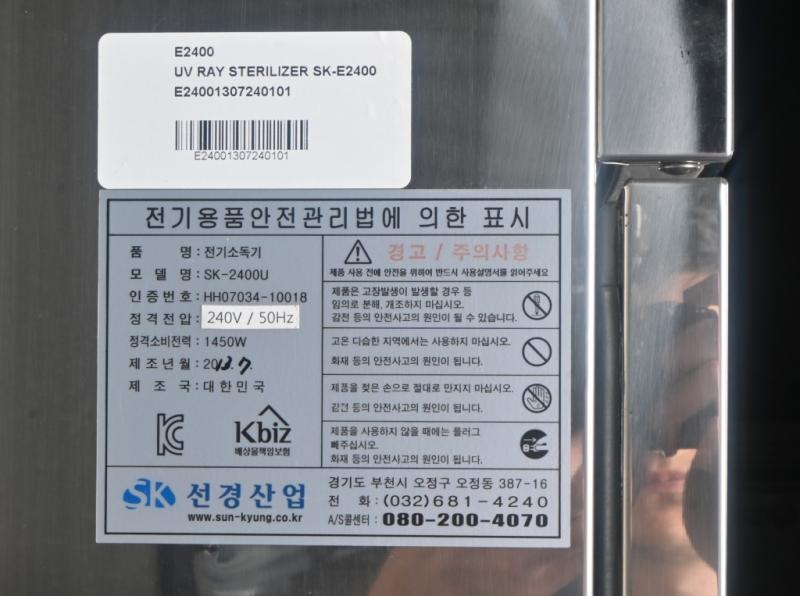 E2400
UV RAY STERILIZER SK-E2400
E24001307240101
E24001307240101
전기용품안전관리법에 의한 표시
품 명 : 전기소독기
모 델 명 : SK-2400U
인 증 번 호 : HH07034-10018
정 격 전 압 : 240V / 50Hz
정격소비전력 : 1450W
제 조 년 월 : 2013.7.
제 조 국 : 대 한 민 국
Kbiz
배상물책임보험
경고 / 주의사항
제품 사용 전에 안전을 위하여 반드시 사용설명서를 읽어주세요
제품은 고장발생이 발생할 경우 등
임의로 분해, 개조하지 마십시오.
감전 등의 안전사고의 원인이 될 수 있습니다.
고온 다습한 지역에서는 사용하지 마십시오.
화재 등의 안전사고의 원인이 됩니다.
제품을 젖은 손으로 절대로 만지지 마십시오.
감전 등의 안전사고의 원인이 됩니다.
제품을 사용하지 않을 때에는 플러그
빼주십시오.
화재 등의 안전사고의 원인이 됩니다.
SK 선경산업
www.sun-kyung.co.kr
경기도 부천시 오정구 오정동 387-16
전 화 : (032)681-4240
A/S콜센터 : 080-200-4070